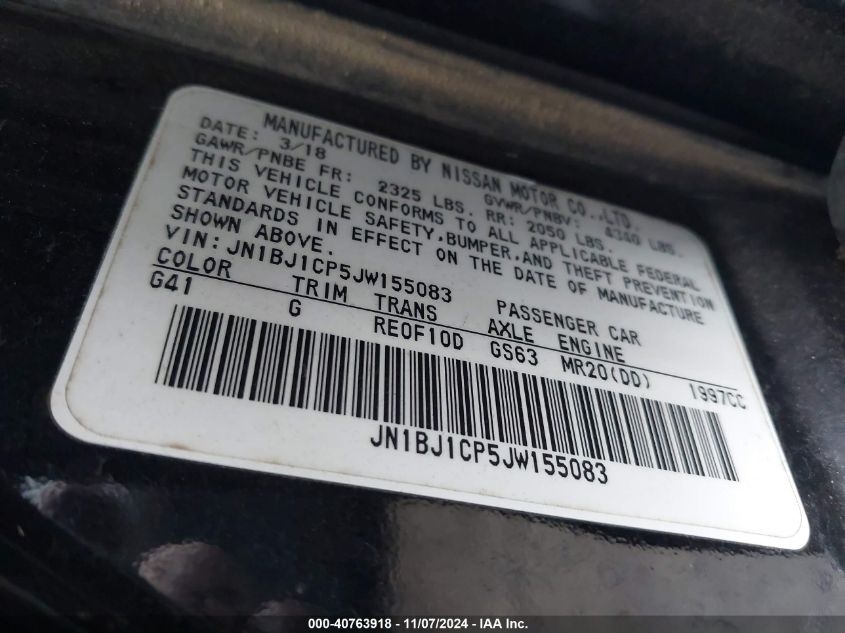 MANUFACTURED BY NISSAN MOTOR CO.,LTD.
DATE: 3/18 GVWR/PNBV: 4340 LBS.
GAWR/PNBE FR: 2325 LBS. RR: 2050 LBS.
THIS VEHICLE CONFORMS TO ALL APPLICABLE FEDERAL
MOTOR VEHICLE SAFETY,BUMPER,AND THEFT PREVENTION
STANDARDS IN EFFECT ON THE DATE OF MANUFACTURE
SHOWN ABOVE.
VIN: JN1BJ1CP5JW155083 PASSENGER CAR
COLOR TRIM TRANS AXLE ENGINE
G41 G RE0F10D GS63 MR20(DD) 1997CC
JN1BJ1CP5JW155083
000-40763918 - 11/07/2024 - IAA Inc.